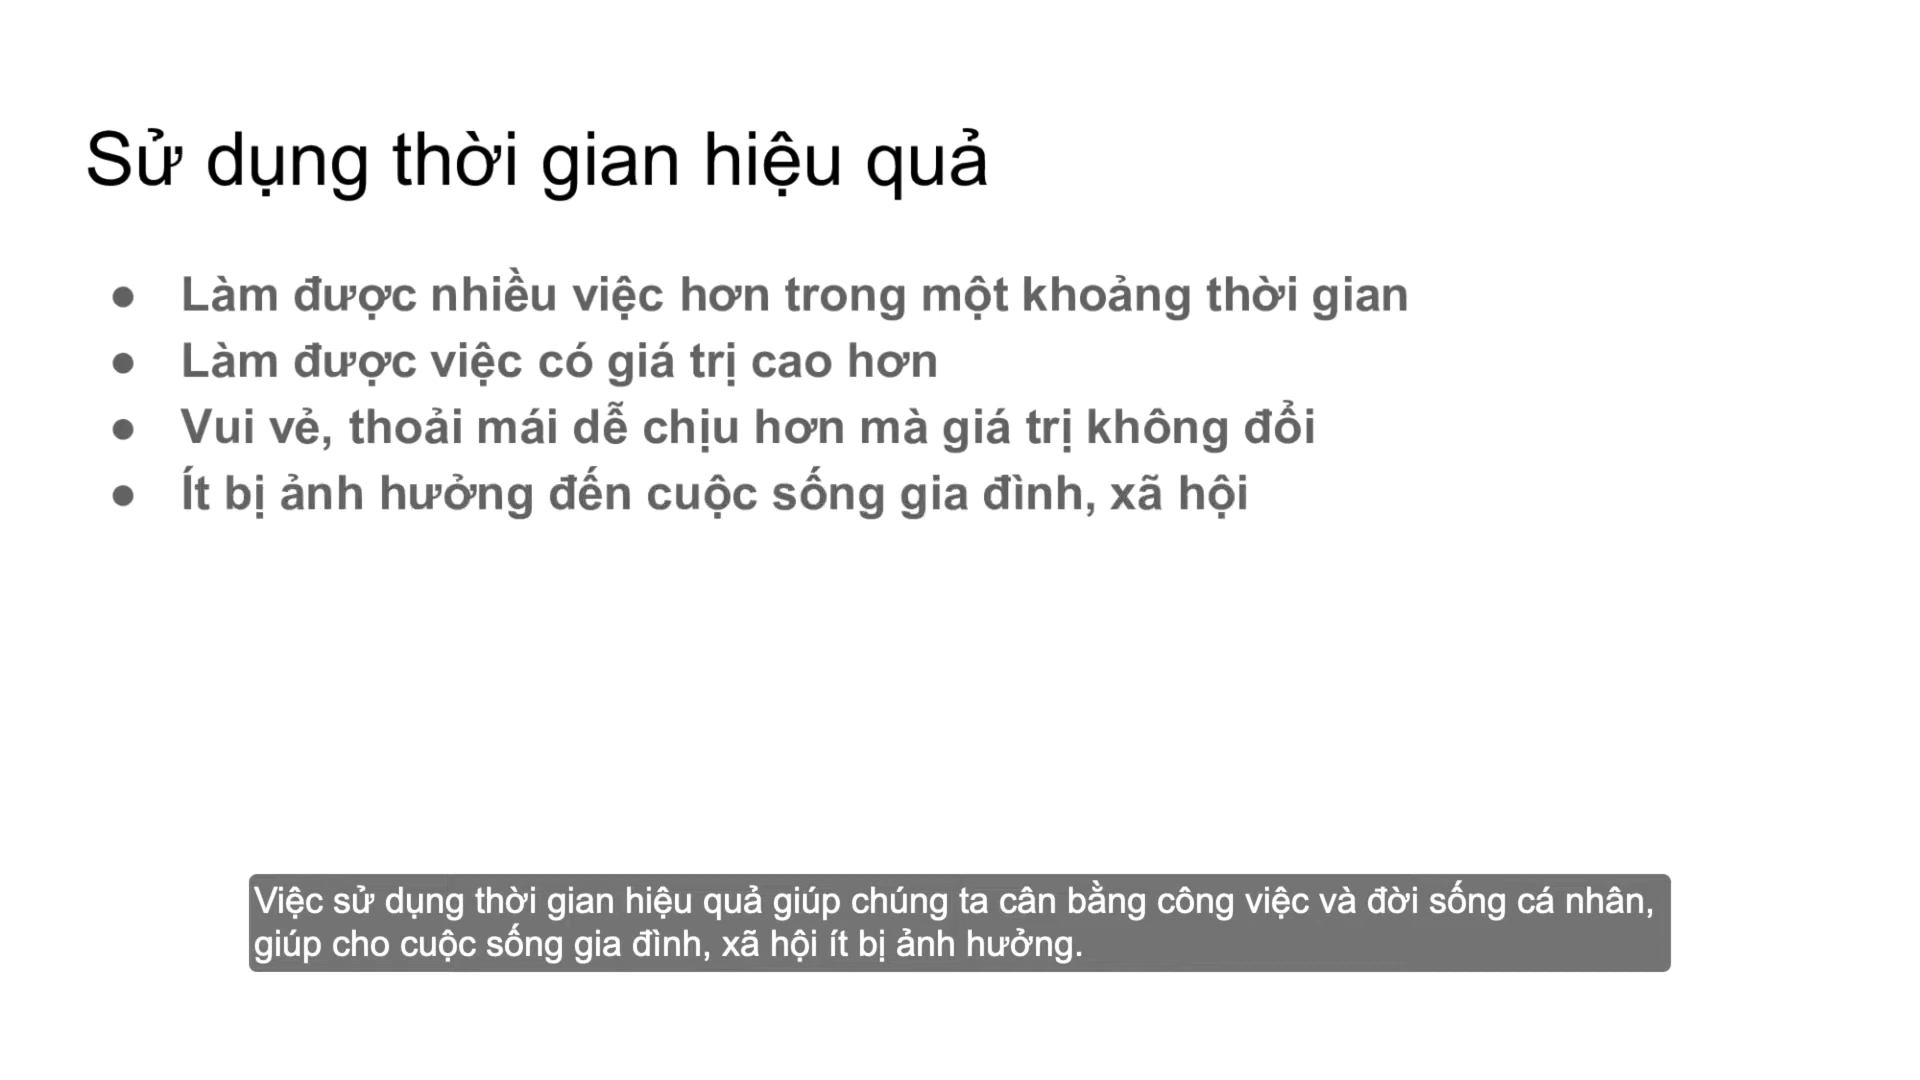 Sử dụng thời gian hiệu quả
● Làm được nhiều việc hơn trong một khoảng thời gian
● Làm được việc có giá trị cao hơn
● Vui vẻ, thoải mái dễ chịu hơn mà giá trị không đổi
● Ít bị ảnh hưởng đến cuộc sống gia đình, xã hội
Việc sử dụng thời gian hiệu quả giúp chúng ta cân bằng công việc và đời sống cá nhân,
giúp cho cuộc sống gia đình, xã hội ít bị ảnh hưởng.